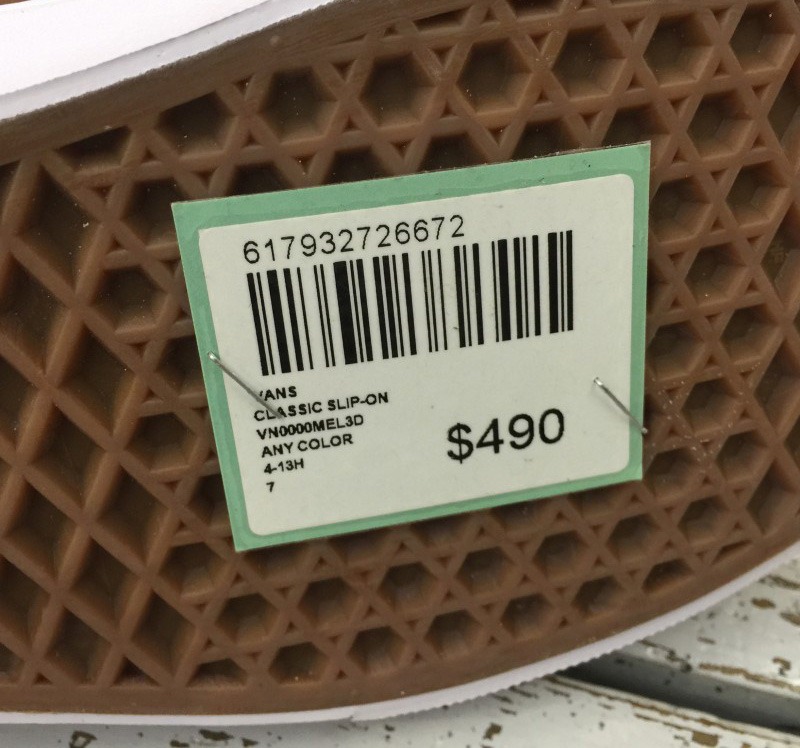 617932726672
VANS
CLASSIC SLIP-ON
VN0000MEL3D
ANY COLOR
4-13H
7
$490